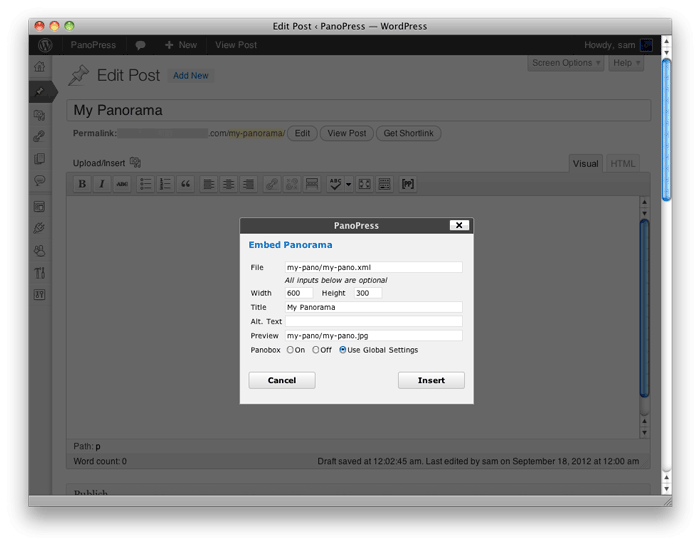 Edit Post ‹ PanoPress — WordPress
PanoPress + New View Post Howdy, sam
Screen Options ▾ Help ▾
Edit Post Add New
My Panorama
Permalink: .com/my-panorama/ Edit View Post Get Shortlink
Upload/Insert Visual HTML
B I ABC ABC [PP]
PanoPress
Embed Panorama
File my-pano/my-pano.xml
All inputs below are optional
Width 600 Height 300
Title My Panorama
Alt. Text
Preview my-pano/my-pano.jpg
Panobox On Off Use Global Settings
Cancel Insert
Path: p
Word count: 0 Draft saved at 12:02:45 am. Last edited by sam on September 18, 2012 at 12:00 am
Publish